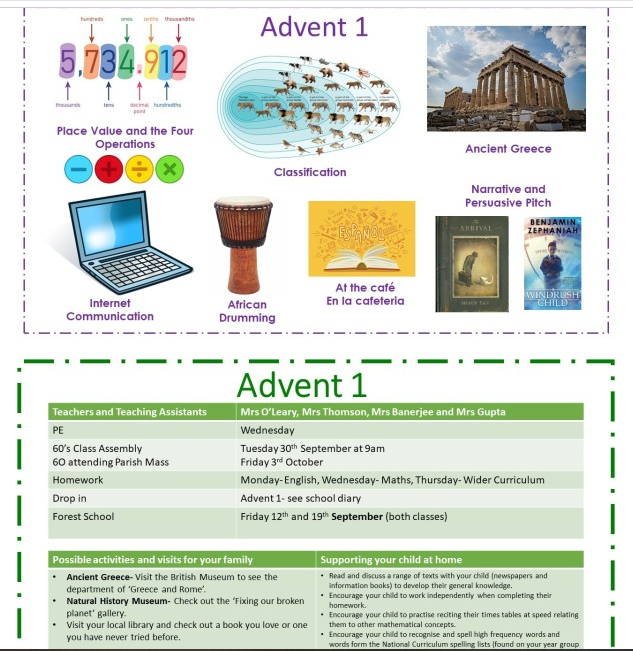 Advent 1
hundreds
ones
tenths
thousandths
5,734.912
thousands
tens
decimal
point
hundredths
Place Value and the Four
Operations
− + ÷ ×
Classification
Ancient Greece
Narrative and
Persuasive Pitch
ESPAÑOL
The
ARRIVAL
SHAUN TAN
BENJAMIN
ZEPHANIAH
WINDRUSH
CHILD
Internet
Communication
African
Drumming
At the café
En la cafeteria
Advent 1
Teachers and Teaching Assistants Mrs O'Leary, Mrs Thomson, Mrs Banerjee and Mrs Gupta
PE Wednesday
60's Class Assembly Tuesday 30th September at 9am
6O attending Parish Mass Friday 3rd October
Homework Monday- English, Wednesday- Maths, Thursday- Wider Curriculum
Drop in Advent 1- see school diary
Forest School Friday 12th and 19th September (both classes)
Possible activities and visits for your family
• Ancient Greece- Visit the British Museum to see the
department of 'Greece and Rome'.
• Natural History Museum- Check out the 'Fixing our broken
planet' gallery.
• Visit your local library and check out a book you love or one
you have never tried before.
Supporting your child at home
• Read and discuss a range of texts with your child (newspapers and
information books) to develop their general knowledge.
• Encourage your child to work independently when completing their
homework.
• Encourage your child to practise reciting their times tables at speed relating
them to other mathematical concepts.
• Encourage your child to recognise and spell high frequency words and
words form the National Curriculum spelling lists (found on your year group